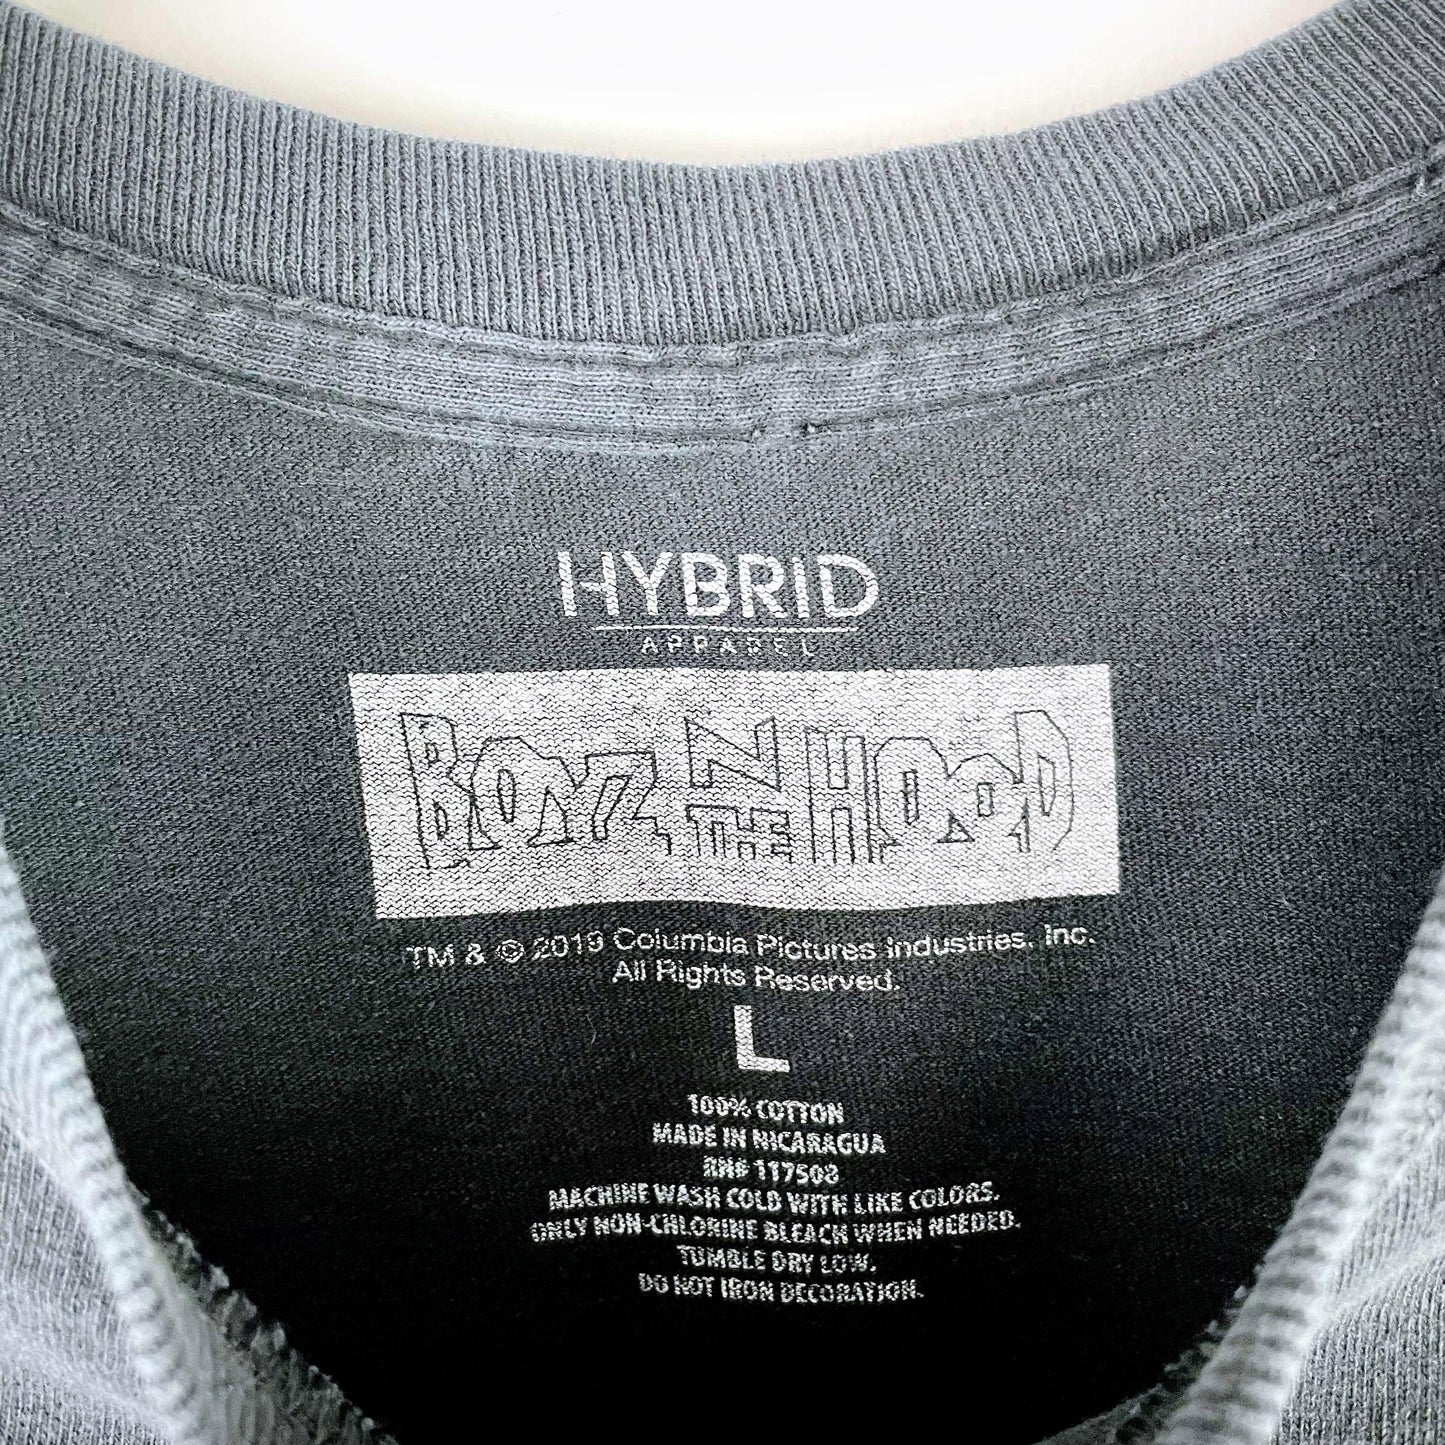 HYBRID
APPAREL
BOYZ N THE HOOD
TM & © 2019 Columbia Pictures Industries, Inc.
All Rights Reserved.
L
100% COTTON
MADE IN NICARAGUA
RN# 117508
MACHINE WASH COLD WITH LIKE COLORS.
ONLY NON-CHLORINE BLEACH WHEN NEEDED.
TUMBLE DRY LOW.
DO NOT IRON DECORATION.